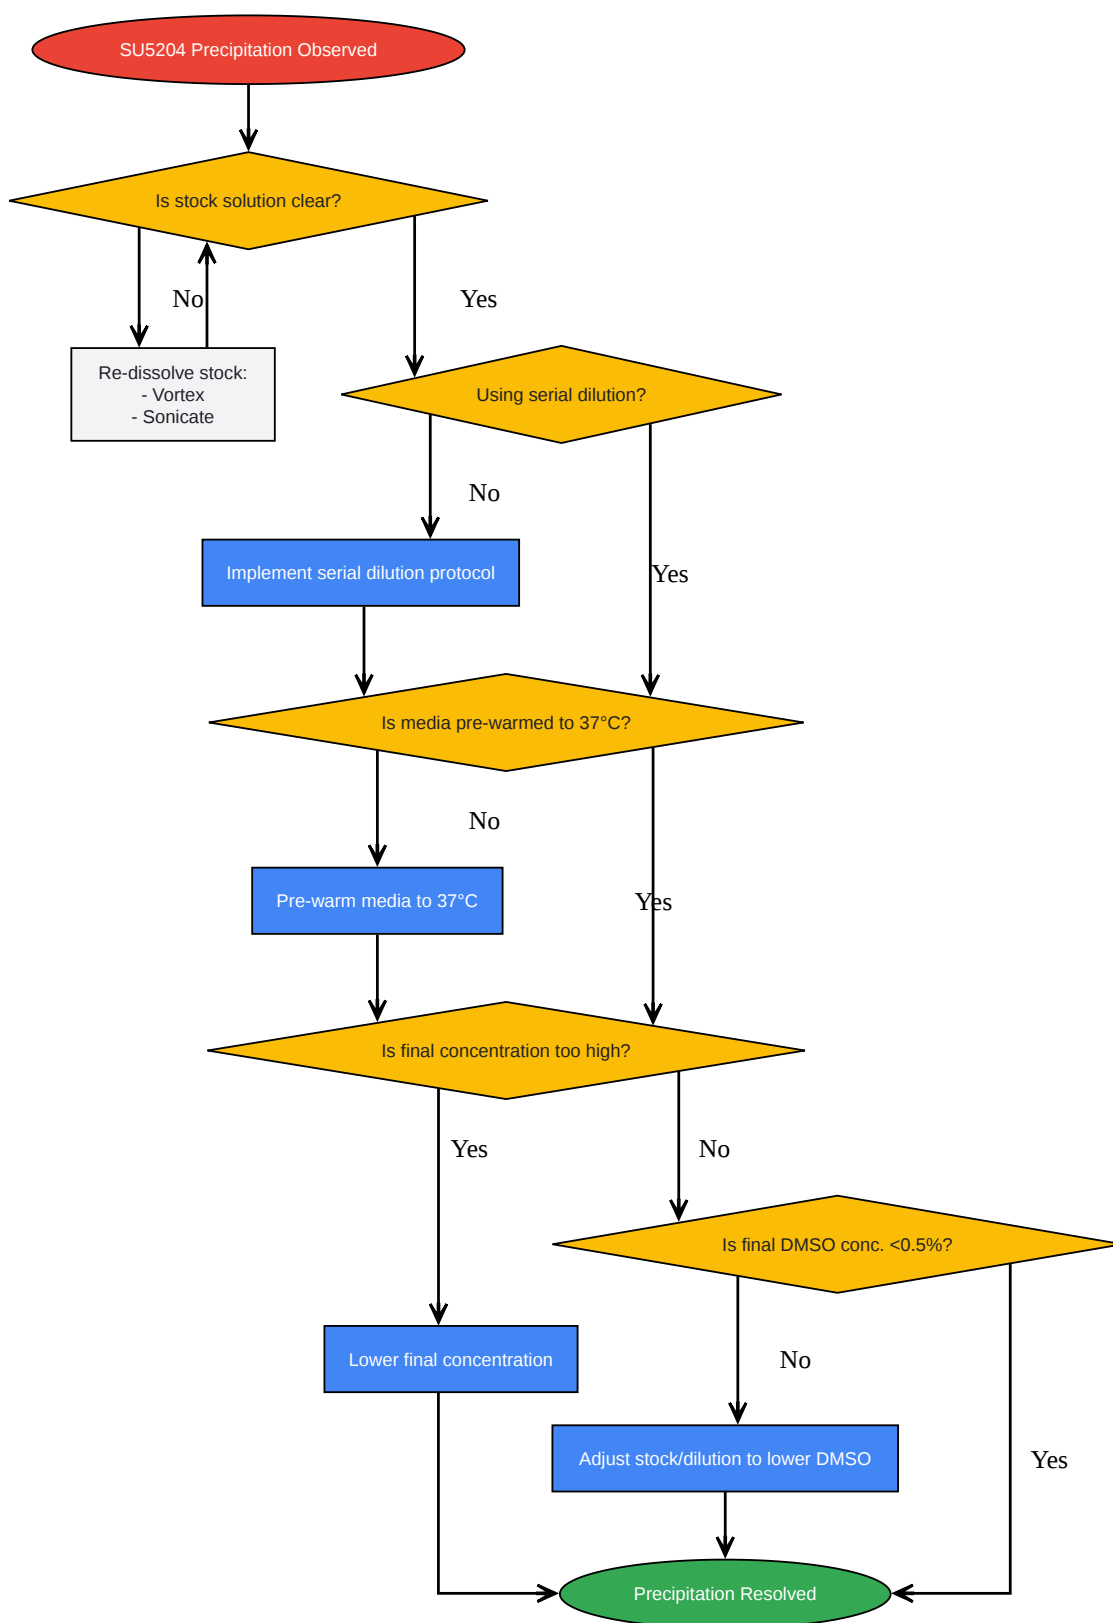 SU5204 Precipitation Observed
Is stock solution clear?
No
Yes
Re-dissolve stock:
- Vortex
- Sonicate
Using serial dilution?
No
Implement serial dilution protocol
Yes
Is media pre-warmed to 37°C?
No
Pre-warm media to 37°C
Yes
Is final concentration too high?
Yes
No
Is final DMSO conc. <0.5%?
Lower final concentration
No
Adjust stock/dilution to lower DMSO
Yes
Precipitation Resolved